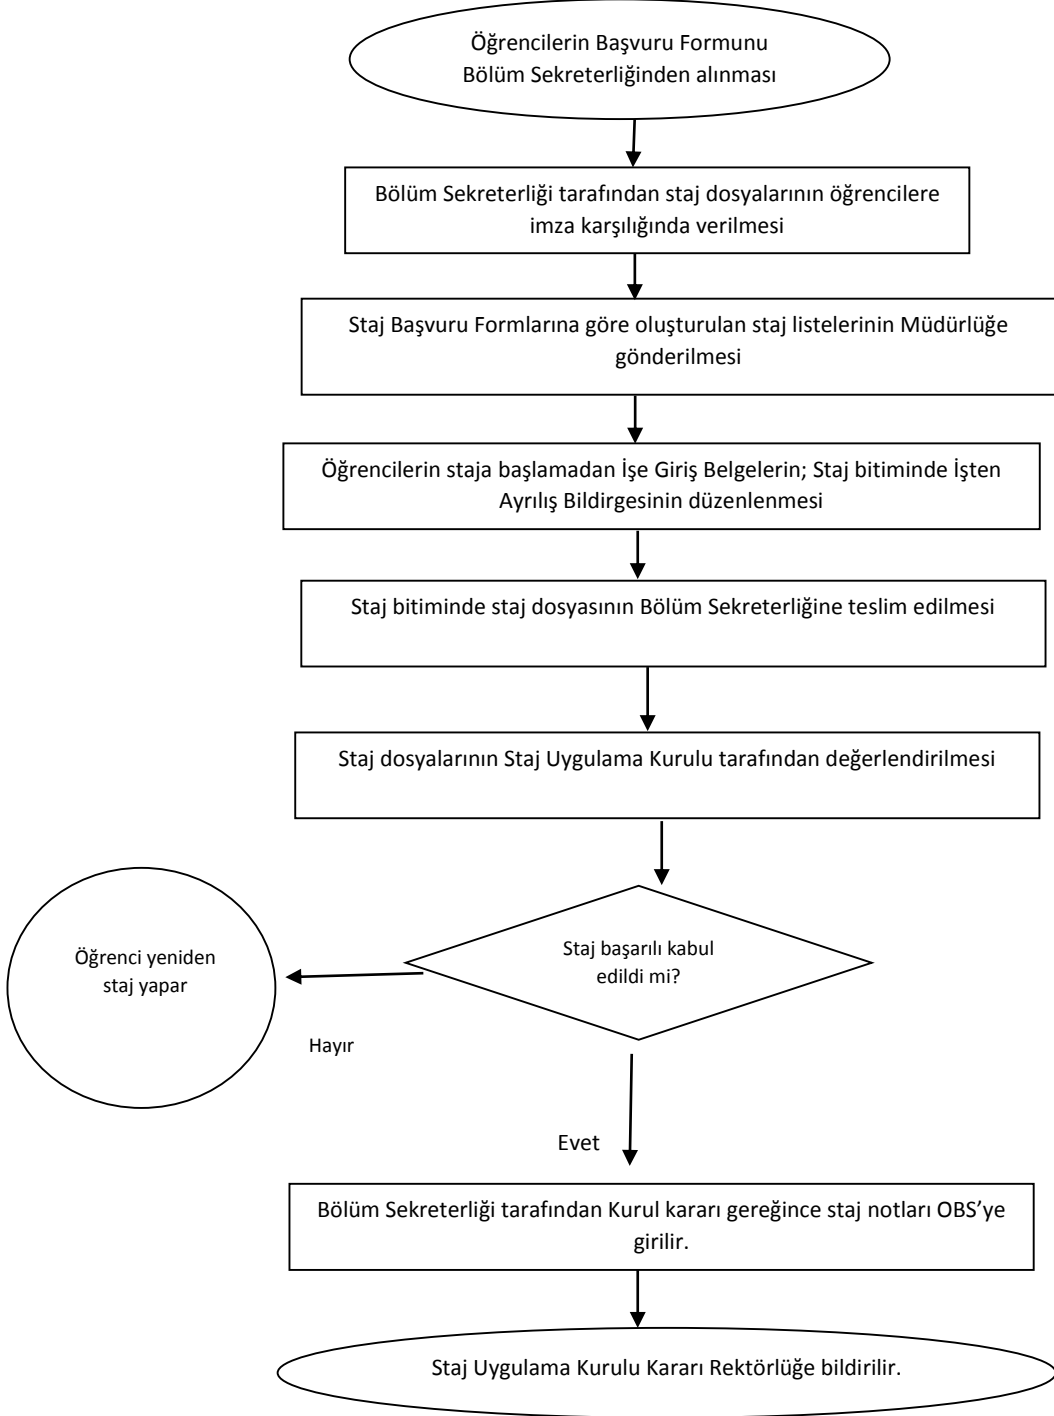 Öğrencilerin Başvuru Formunu
Bölüm Sekreterliğinden alınması
Bölüm Sekreterliği tarafından staj dosyalarının öğrencilere
imza karşılığında verilmesi
Staj Başvuru Formlarına göre oluşturulan staj listelerinin Müdürlüğe
gönderilmesi
Öğrencilerin staja başlamadan İşe Giriş Belgelerin; Staj bitiminde İşten
Ayrılış Bildirgesinin düzenlenmesi
Staj bitiminde staj dosyasının Bölüm Sekreterliğine teslim edilmesi
Staj dosyalarının Staj Uygulama Kurulu tarafından değerlendirilmesi
Staj başarılı kabul
edildi mi?
Öğrenci yeniden
staj yapar
Hayır
Evet
Bölüm Sekreterliği tarafından Kurul kararı gereğince staj notları OBS’ye
girilir.
Staj Uygulama Kurulu Kararı Rektörlüğe bildirilir.